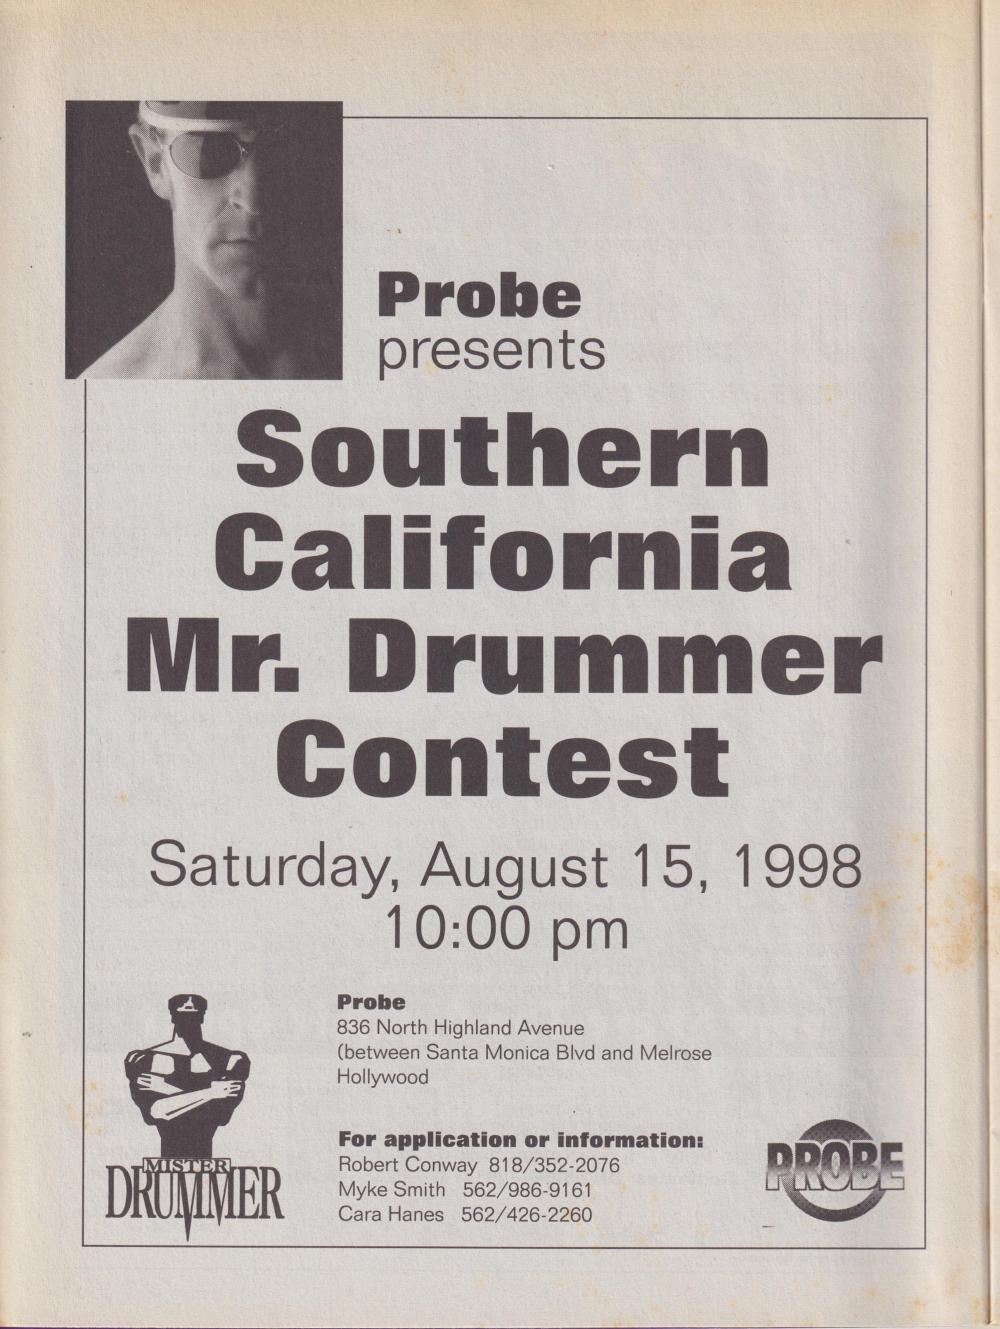 Probe
presents
Southern
California
Mr. Drummer
Contest
Saturday, August 15, 1998
10:00 pm
Probe
836 North Highland Avenue
(between Santa Monica Blvd and Melrose
Hollywood
For application or information:
Robert Conway 818/352-2076
Myke Smith 562/986-9161
Cara Hanes 562/426-2260
MISTER
DRUMMER
PROBE